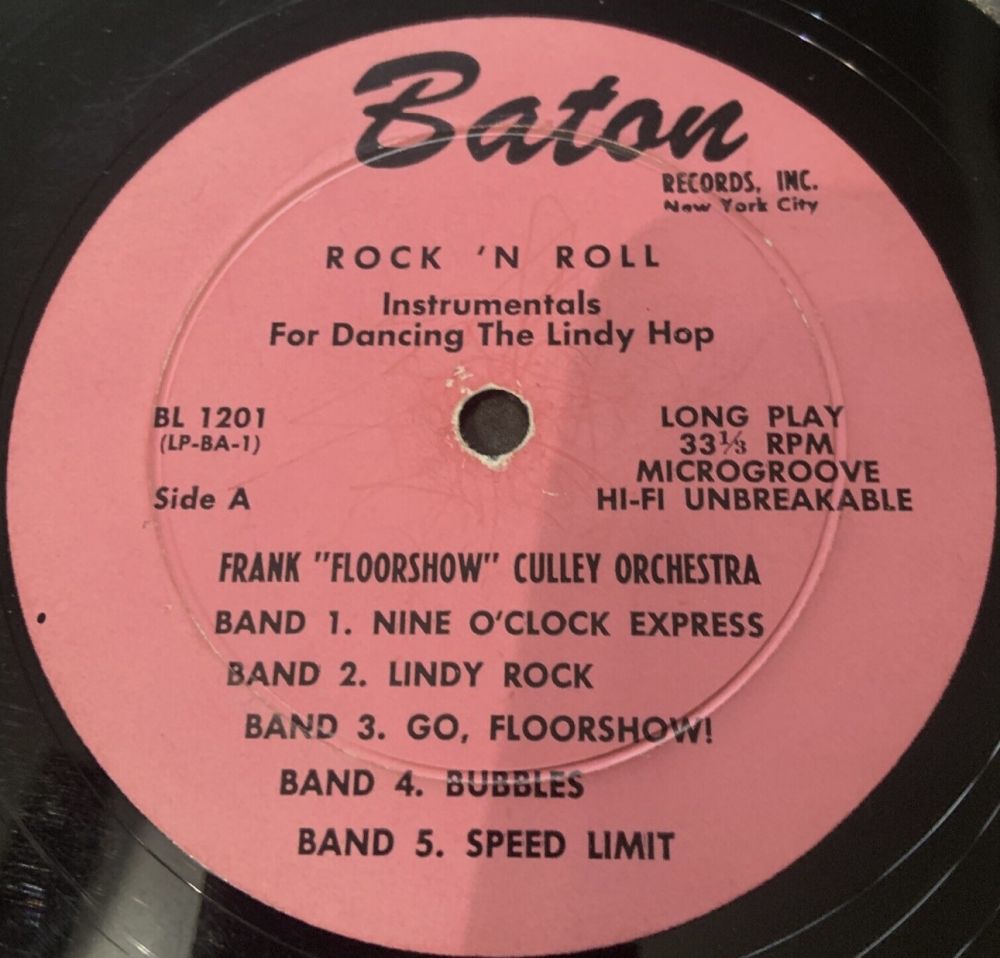 Baton
RECORDS, INC.
New York City
ROCK 'N ROLL
Instrumentals
For Dancing The Lindy Hop
BL 1201
(LP-BA-1)
Side A
LONG PLAY
33⅓ RPM
MICROGROOVE
HI-FI UNBREAKABLE
FRANK "FLOORSHOW" CULLEY ORCHESTRA
BAND 1. NINE O'CLOCK EXPRESS
BAND 2. LINDY ROCK
BAND 3. GO, FLOORSHOW!
BAND 4. BUBBLES
BAND 5. SPEED LIMIT